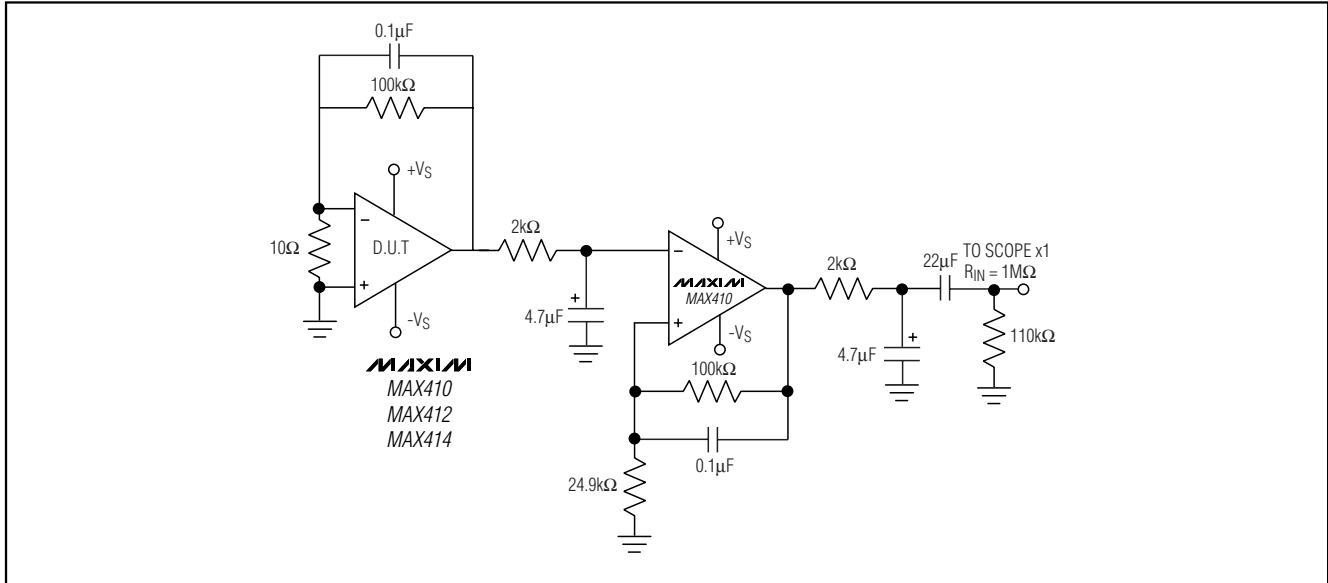 0.1µF
100kΩ
+VS
10Ω
−
D.U.T
+
-VS
MAXIM
MAX410
MAX412
MAX414
2kΩ
+
4.7µF
+VS
−
MAXIM
MAX410
+
-VS
100kΩ
0.1µF
24.9kΩ
2kΩ
+
4.7µF
22µF
TO SCOPE x1
RIN = 1MΩ
110kΩ